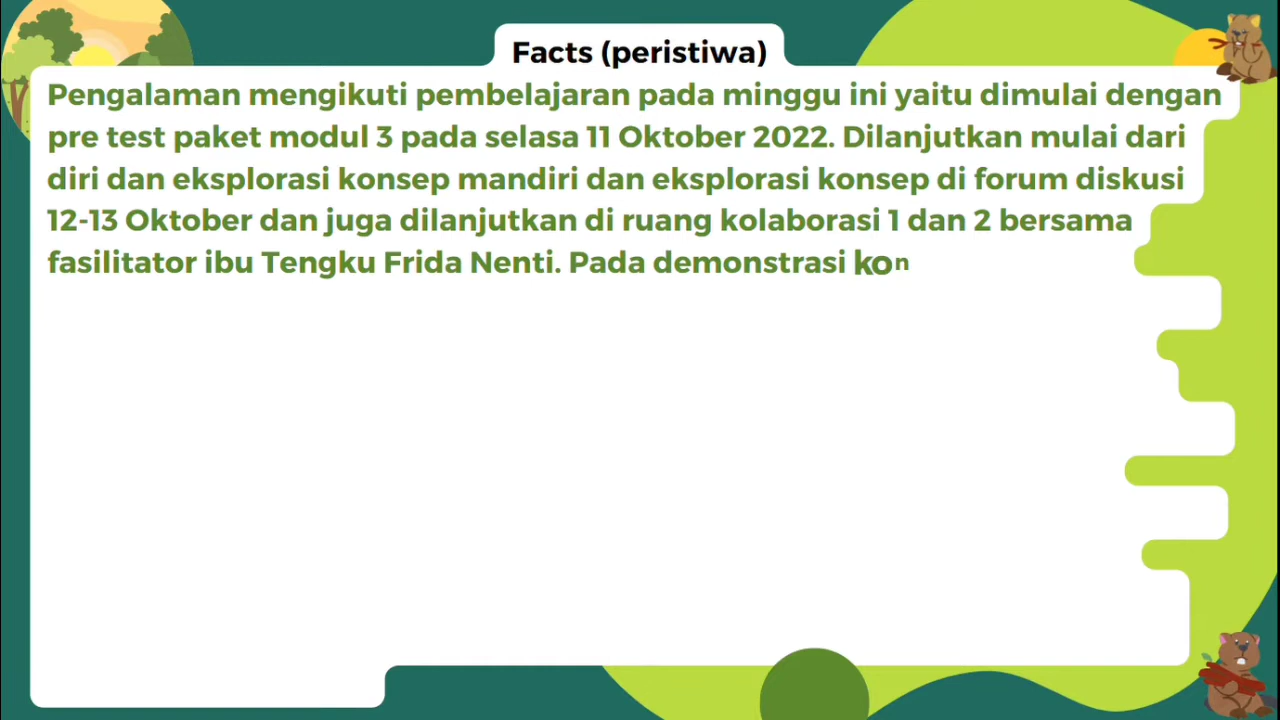 Facts (peristiwa)
Pengalaman mengikuti pembelajaran pada minggu ini yaitu dimulai dengan
pre test paket modul 3 pada selasa 11 Oktober 2022. Dilanjutkan mulai dari
diri dan eksplorasi konsep mandiri dan eksplorasi konsep di forum diskusi
12-13 Oktober dan juga dilanjutkan di ruang kolaborasi 1 dan 2 bersama
fasilitator ibu Tengku Frida Nenti. Pada demonstrasi kon